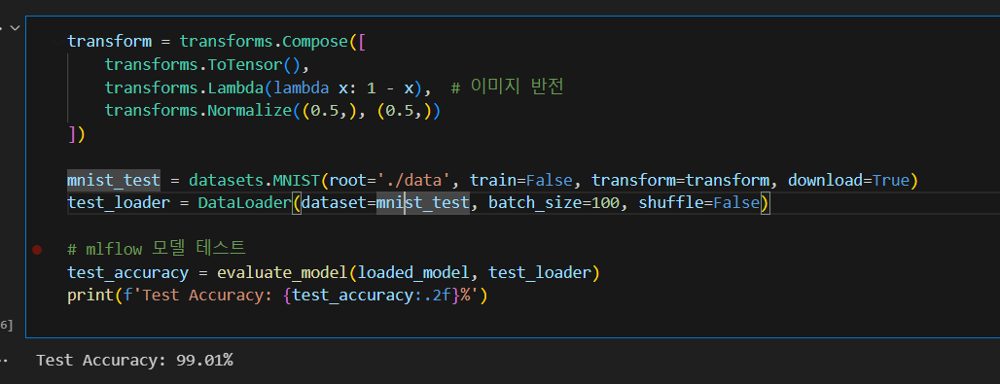 transform = transforms.Compose([
    transforms.ToTensor(),
    transforms.Lambda(lambda x: 1 - x),  # 이미지 반전
    transforms.Normalize((0.5,), (0.5,))
])
mnist_test = datasets.MNIST(root='./data', train=False, transform=transform, download=True)
test_loader = DataLoader(dataset=mnist_test, batch_size=100, shuffle=False)
# mlflow 모델 테스트
test_accuracy = evaluate_model(loaded_model, test_loader)
print(f'Test Accuracy: {test_accuracy:.2f}%')
6]
Test Accuracy: 99.01%